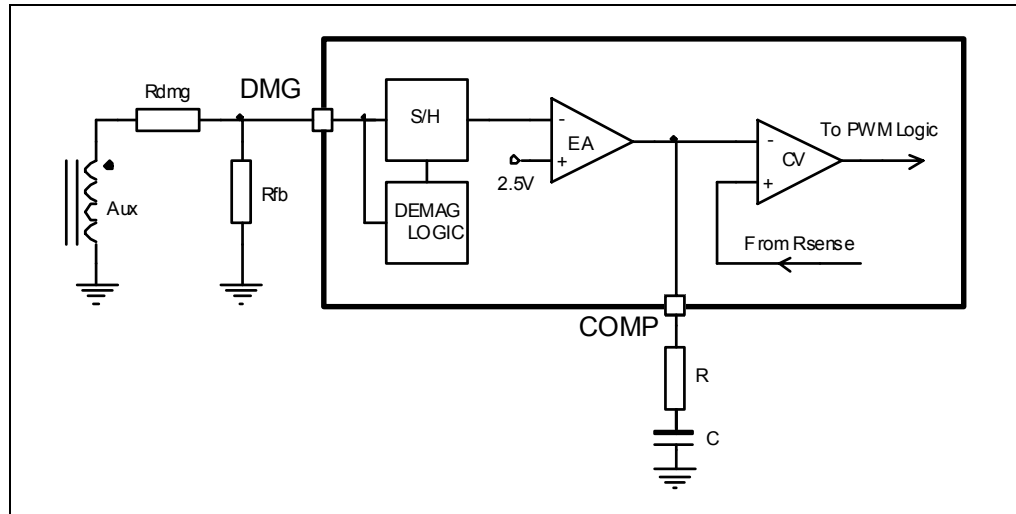 DMG
Rdmg
Aux
Rfb
S/H
DEMAG
LOGIC
-
EA
+
2.5V
-
CV
+
To PWM Logic
From Rsense
COMP
R
C